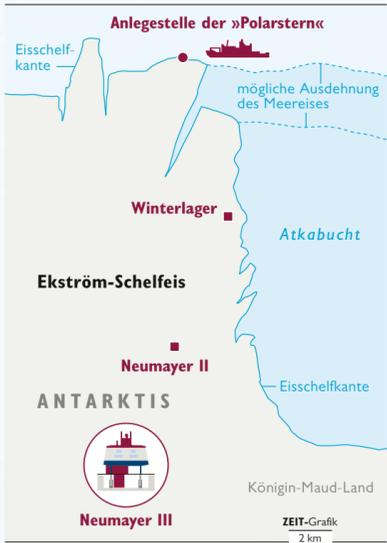 Anlegestelle der »Polarstern«
Eisschelf-
kante
mögliche Ausdehnung
des Meereises
Winterlager
Atkabucht
Ekström-Schelfeis
Neumayer II
Eisschelfkante
ANTARKTIS
Königin-Maud-Land
Neumayer III
ZEIT-Grafik
2 km